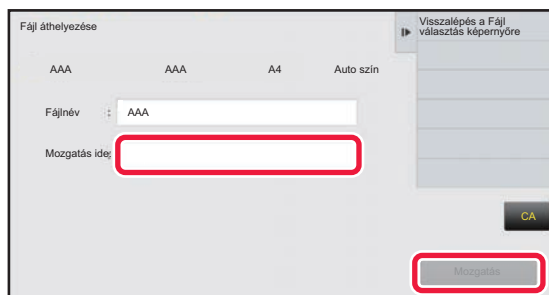 Fájl áthelyezése
Visszalépés a Fájl
választás képernyőre
AAA AAA A4 Auto szín
Fájlnév : AAA
Mozgatás ide:
CA
Mozgatás